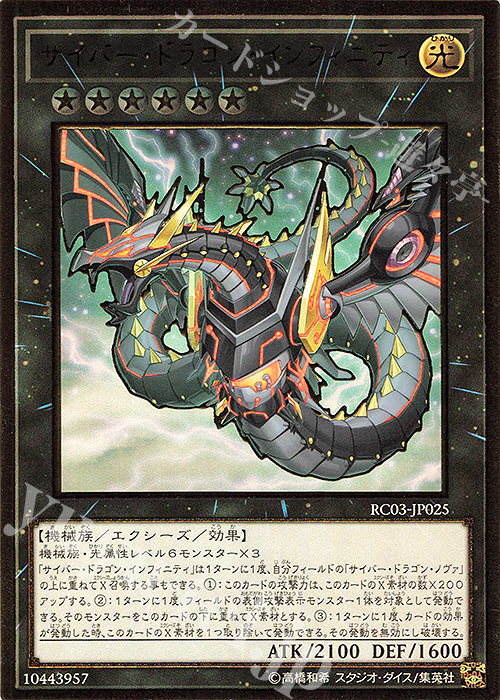 サイバー・ドラゴン・インフィニティ
ひかり
光
カードショップ-遊々亭
RC03-JP025
【機械族／エクシーズ／効果】
機械族・光属性レベル６モンスター×３
「サイバー・ドラゴン・インフィニティ」は１ターンに１度、自分フィールドの「サイバー・ドラゴン・ノヴァ」
の上に重ねてＸ召喚する事もできる。①：このカードの攻撃力は、このカードのＸ素材の数×２００
アップする。②：１ターンに１度、フィールドの表側攻撃表示モンスター１体を対象として発動で
きる。そのモンスターをこのカードの下に重ねてＸ素材とする。③：１ターンに１度、カードの効果
が発動した時、このカードのＸ素材を１つ取り除いて発動できる。その発動を無効にし破壊する。
ATK/2100 DEF/1600
10443957
©高橋和希 スタジオ・ダイス/集英社